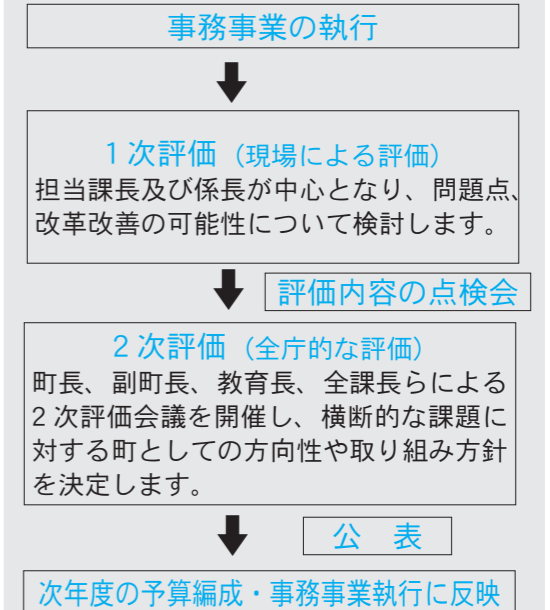 事務事業の執行
１次評価（現場による評価）
担当課長及び係長が中心となり、問題点、
改革改善の可能性について検討します。
評価内容の点検会
２次評価（全庁的な評価）
町長、副町長、教育長、全課長らによる
２次評価会議を開催し、横断的な課題に
対する町としての方向性や取り組み方針
を決定します。
公　表
次年度の予算編成・事務事業執行に反映